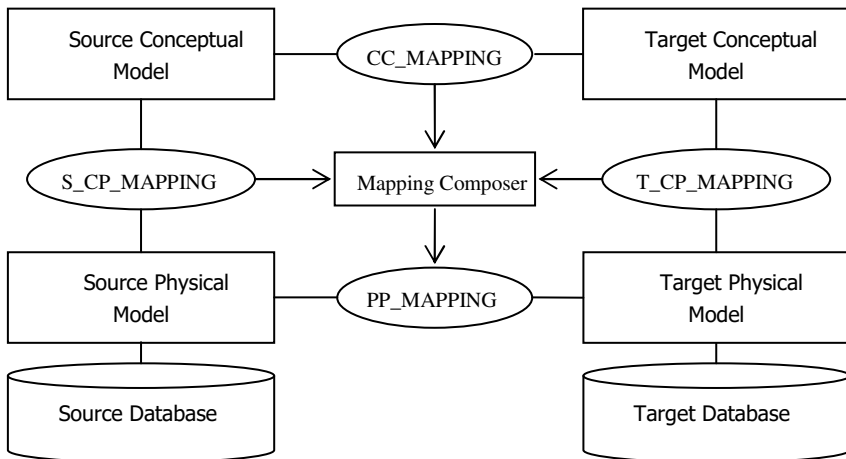 Source Conceptual
Model
CC_MAPPING
Target Conceptual
Model
S_CP_MAPPING
Mapping Composer
T_CP_MAPPING
Source Physical
Model
PP_MAPPING
Target Physical
Model
Source Database
Target Database